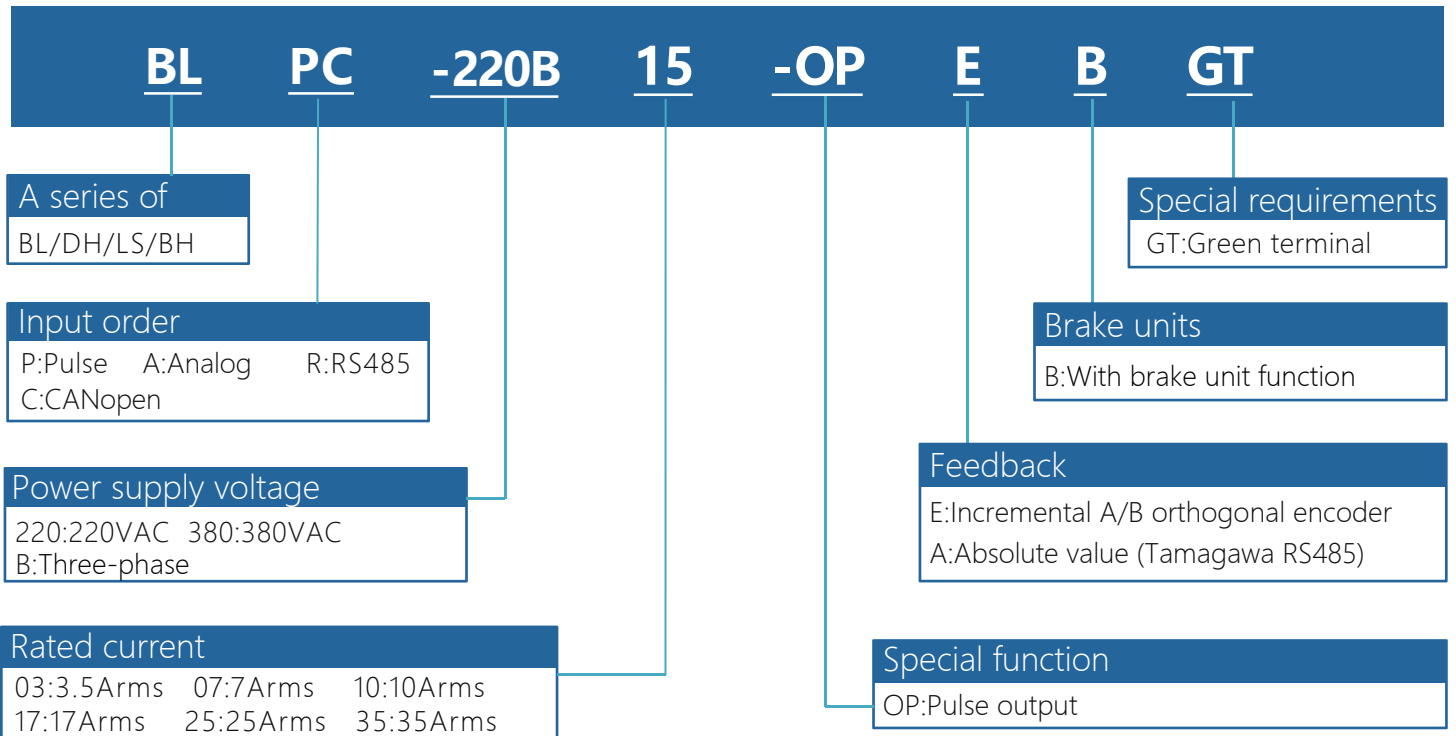 BL PC -220B 15 -OP E B GT
A series of
BL/DH/LS/BH
Special requirements
GT:Green terminal
Input order
P:Pulse A:Analog R:RS485
C:CANopen
Brake units
B:With brake unit function
Power supply voltage
220:220VAC 380:380VAC
B:Three-phase
Feedback
E:Incremental A/B orthogonal encoder
A:Absolute value (Tamagawa RS485)
Rated current
03:3.5Arms 07:7Arms 10:10Arms
17:17Arms 25:25Arms 35:35Arms
Special function
OP:Pulse output